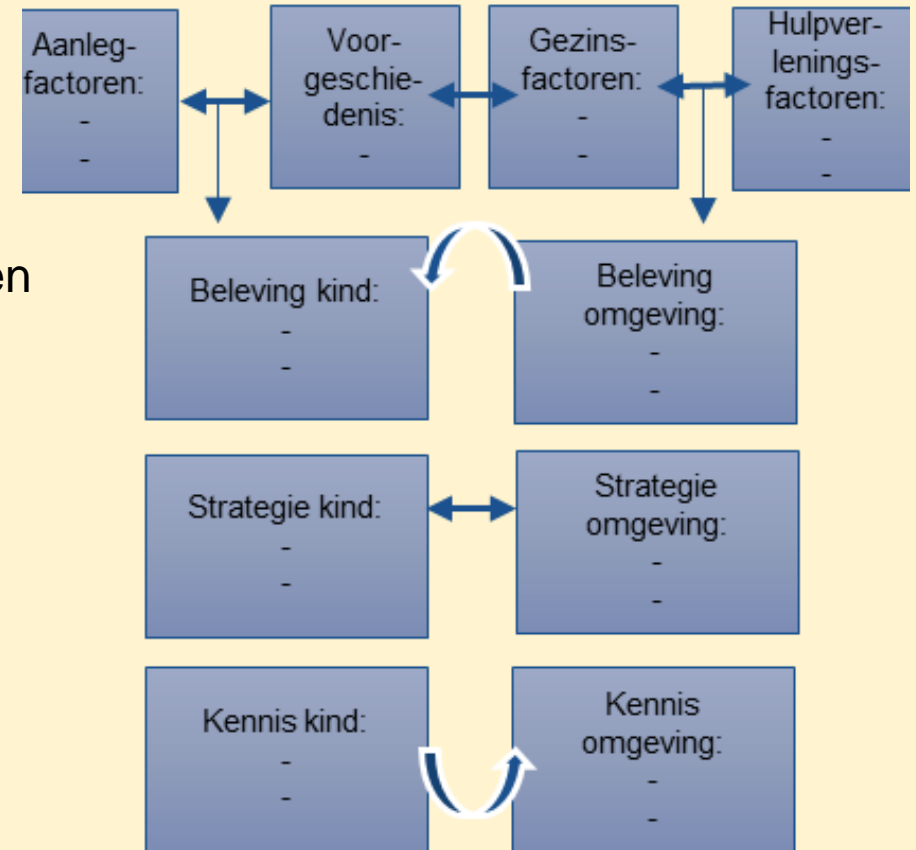 Aanleg-
factoren:
-
-
Voor-
geschie-
denis:
-
Gezins-
factoren:
-
-
Hulpver-
lenings-
factoren:
-
-
en
Beleving kind:
-
-
Beleving
omgeving:
-
-
Strategie kind:
-
-
Strategie
omgeving:
-
-
Kennis kind:
-
-
Kennis
omgeving:
-
-